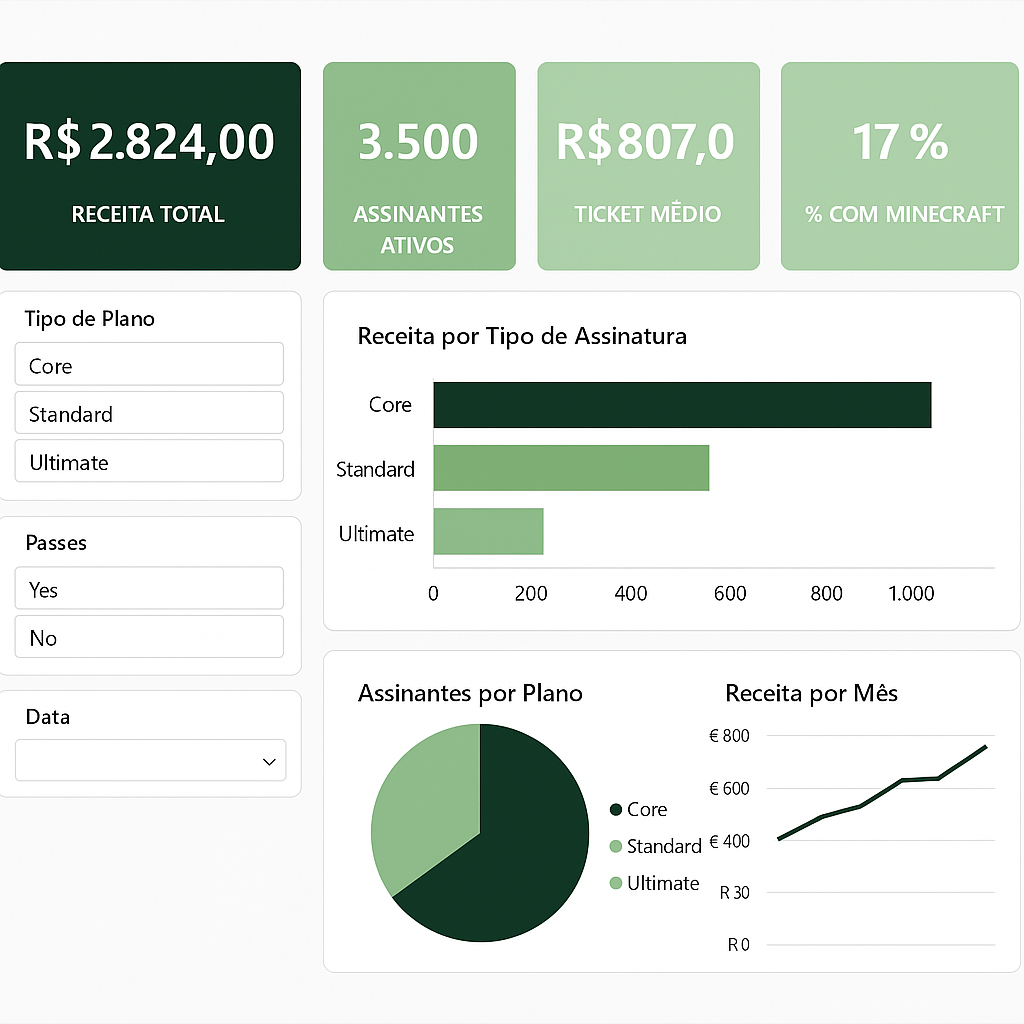 R$ 2.824,00
RECEITA TOTAL
3.500
ASSINANTES
ATIVOS
R$ 807,0
TICKET MÉDIO
17 %
% COM MINECRAFT
Tipo de Plano
Core
Standard
Ultimate
Passes
Yes
No
Data
Receita por Tipo de Assinatura
Core
Standard
Ultimate
0 200 400 600 800 1.000
Assinantes por Plano
Core
Standard
Ultimate
Receita por Mês
€ 800
€ 600
€ 400
R 30
R 0